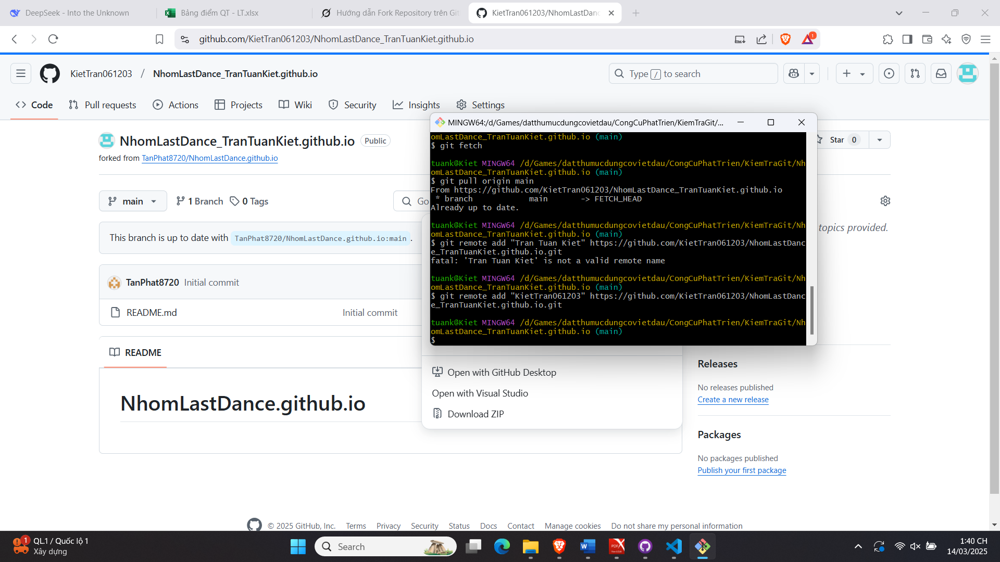 DeepSeek - Into the Unknown
Bảng điểm QT - LT.xlsx
Hướng dẫn Fork Repository trên Git
KietTran061203/NhomLastDanc
github.com/KietTran061203/NhomLastDance_TranTuanKiet.github.io
1
KietTran061203 / NhomLastDance_TranTuanKiet.github.io
Type / to search
Code
Pull requests
Actions
Projects
Wiki
Security
Insights
Settings
NhomLastDance_TranTuanKiet.github.io
Public
forked from TanPhat8720/NhomLastDance.github.io
Star 0
main
1 Branch
0 Tags
Go
This branch is up to date with TanPhat8720/NhomLastDance.github.io:main .
topics provided.
TanPhat8720 Initial commit
README.md
Initial commit
README
NhomLastDance.github.io
MINGW64:/d/Games/datthumucdungcovietdau/CongCuPhatTrien/KiemTraGit/...
omLastDance_TranTuanKiet.github.io (main)
$ git fetch
tuank@Kiet MINGW64 /d/Games/datthumucdungcovietdau/CongCuPhatTrien/KiemTraGit/Nh
omLastDance_TranTuanKiet.github.io (main)
$ git pull origin main
From https://github.com/KietTran061203/NhomLastDance_TranTuanKiet.github.io
* branch            main       -> FETCH_HEAD
Already up to date.
tuank@Kiet MINGW64 /d/Games/datthumucdungcovietdau/CongCuPhatTrien/KiemTraGit/Nh
omLastDance_TranTuanKiet.github.io (main)
$ git remote add "Tran Tuan Kiet" https://github.com/KietTran061203/NhomLastDanc
e_TranTuanKiet.github.io.git
fatal: 'Tran Tuan Kiet' is not a valid remote name
tuank@Kiet MINGW64 /d/Games/datthumucdungcovietdau/CongCuPhatTrien/KiemTraGit/Nh
omLastDance_TranTuanKiet.github.io (main)
$ git remote add "KietTran061203" https://github.com/KietTran061203/NhomLastDanc
e_TranTuanKiet.github.io.git
tuank@Kiet MINGW64 /d/Games/datthumucdungcovietdau/CongCuPhatTrien/KiemTraGit/Nh
omLastDance_TranTuanKiet.github.io (main)
$
Open with GitHub Desktop
Open with Visual Studio
Download ZIP
Releases
No releases published
Create a new release
Packages
No packages published
Publish your first package
© 2025 GitHub, Inc.
Terms
Privacy
Security
Status
Docs
Contact
Manage cookies
Do not share my personal information
1
QL.1 / Quốc lộ 1
Xây dựng
Search
1:40 CH
14/03/2025